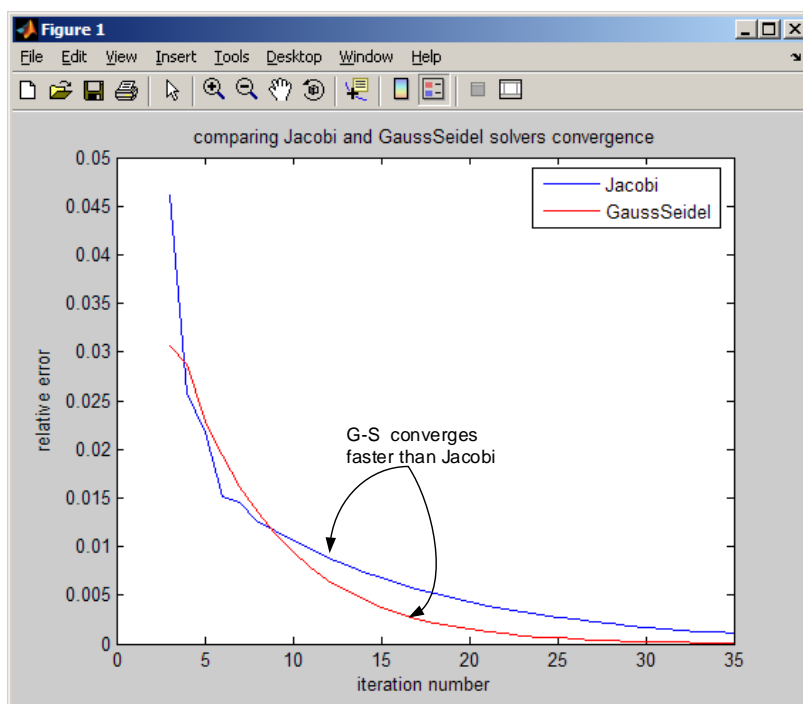 Figure 1
File Edit View Insert Tools Desktop Window Help
comparing Jacobi and GaussSeidel solvers convergence
0.05
0.045
0.04
0.035
0.03
0.025
0.02
0.015
0.01
0.005
0
relative error
Jacobi
GaussSeidel
G-S converges
faster than Jacobi
0 5 10 15 20 25 30 35
iteration number